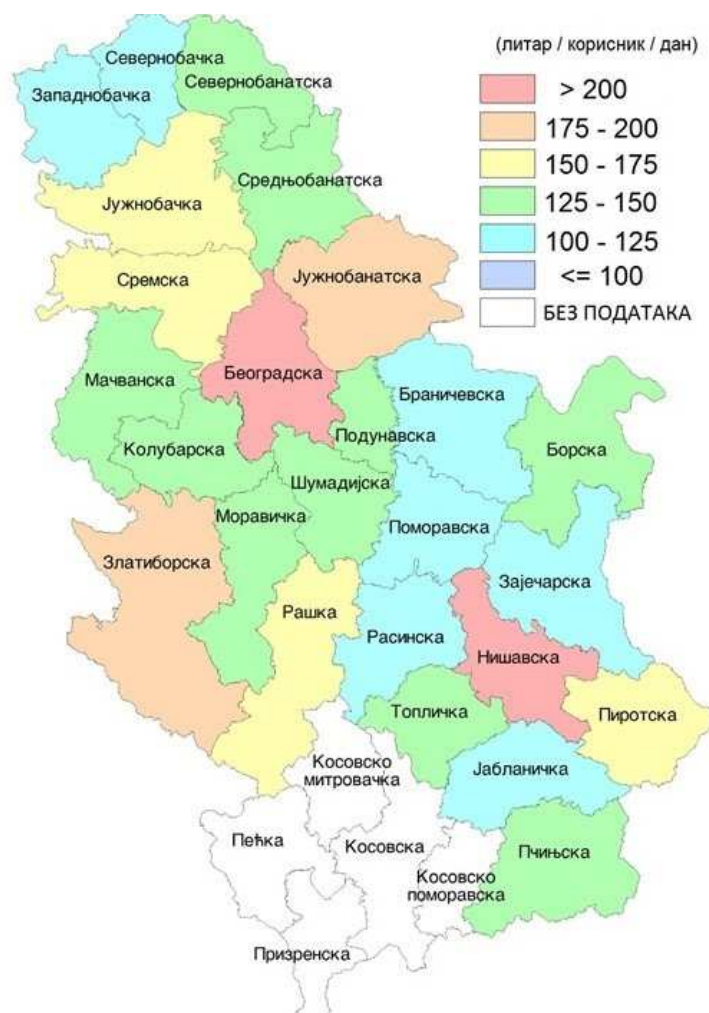 (литар / корисник / дан)
> 200
175 - 200
150 - 175
125 - 150
100 - 125
<= 100
БЕЗ ПОДАТАКА
Севернобачка
Западнобачка
Севернобанатска
Средњобанатска
Јужнобачка
Јужнобанатска
Сремска
Београдска
Мачванска
Браничевска
Подунавска
Колубарска
Борска
Шумадијска
Моравичка
Поморавска
Златиборска
Зајечарска
Рашка
Расинска
Нишавска
Топличка
Пиротска
Косовско
митровачка
Јабланичка
Пећка
Косовска
Пчињска
Косовско
поморавска
Призренска